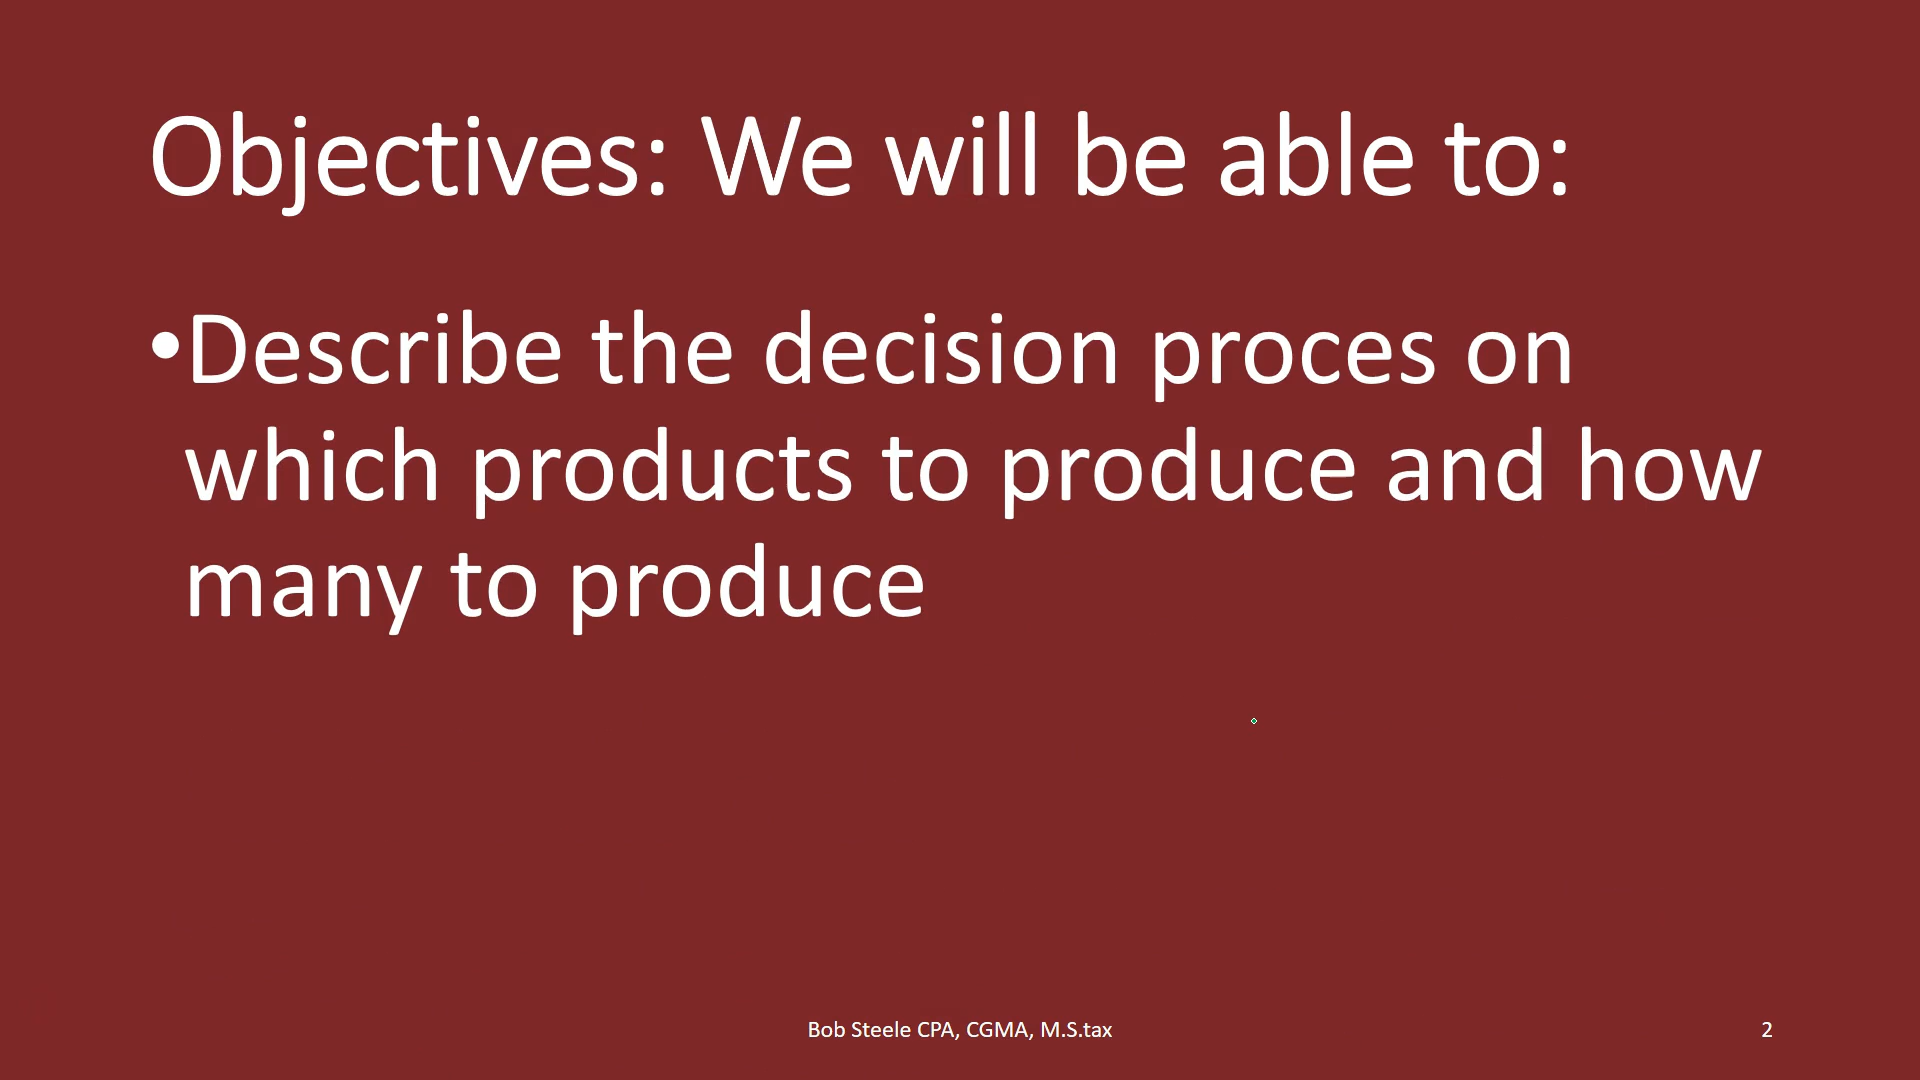 Objectives: We will be able to:
•Describe the decision proces on
which products to produce and how
many to produce
Bob Steele CPA, CGMA, M.S.tax
2